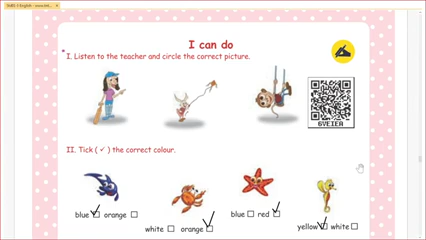 I can do
I. Listen to the teacher and circle the correct picture.
6VEIEA
II. Tick ( ✓ ) the correct colour.
blue ☑ orange ☐
white ☐ orange ☑
blue ☐ red ☑
yellow ☑ white ☐